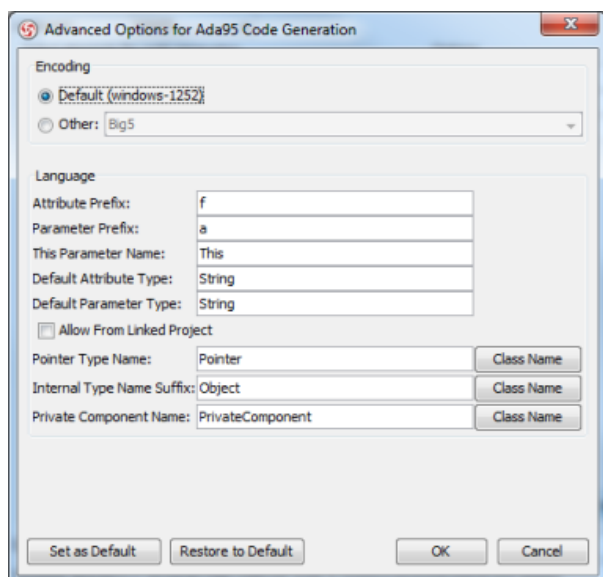 Advanced Options for Ada95 Code Generation
Encoding
Default (windows-1252)
Other: Big5
Language
Attribute Prefix: f
Parameter Prefix: a
This Parameter Name: This
Default Attribute Type: String
Default Parameter Type: String
Allow From Linked Project
Pointer Type Name: Pointer Class Name
Internal Type Name Suffix: Object Class Name
Private Component Name: PrivateComponent Class Name
Set as Default Restore to Default OK Cancel